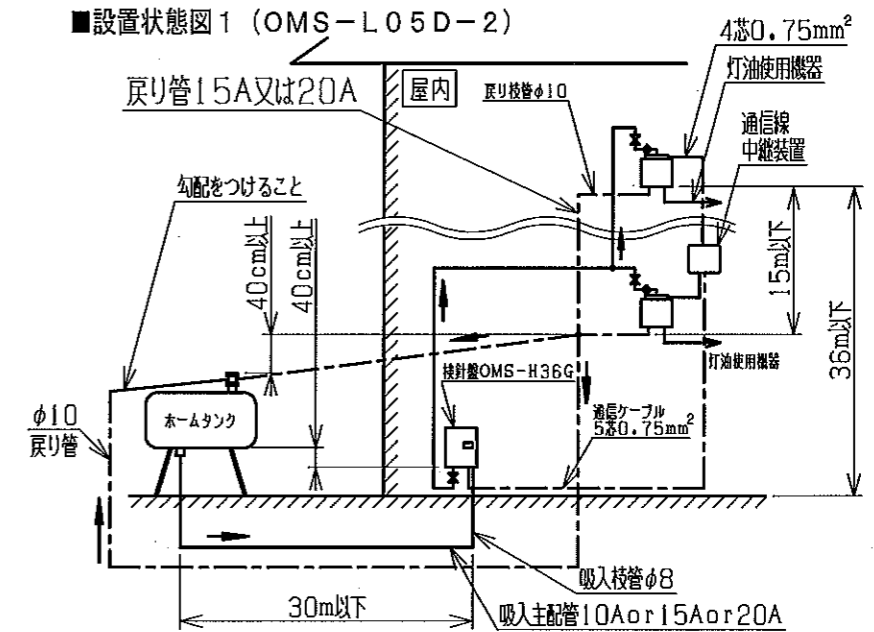 ■設置状態図1（OMS－L05D－2）
4芯0.75mm²
灯油使用機器
戻り管15A又は20A
屋内
戻り枝管φ10
通信線
中継装置
勾配をつけること
40cm以上
40cm以上
15m以下
36m以下
灯油使用機器
検針盤OMS-H36G
φ10
戻り管
ホームタンク
通信ケーブル
5芯0.75mm²
吸入枝管φ8
30m以下
吸入主配管10Aor15Aor20A